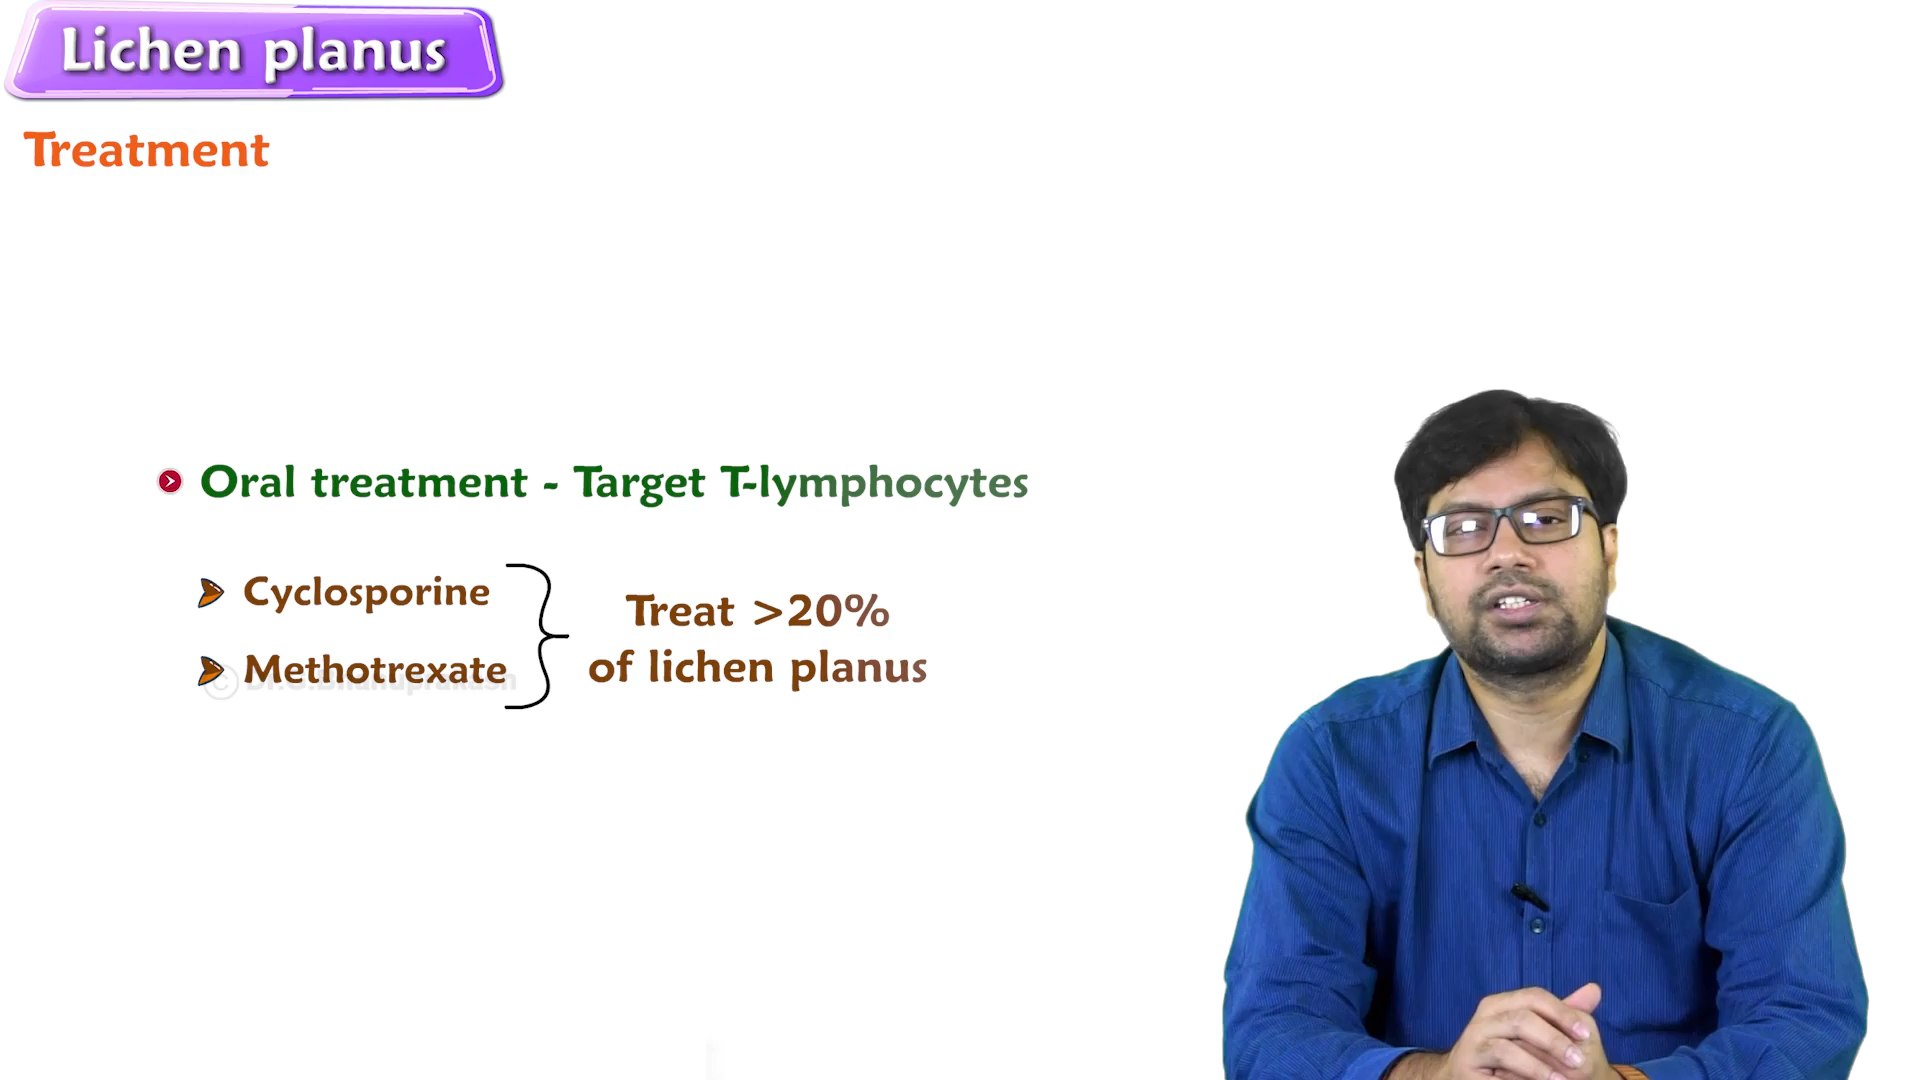 Lichen planus
Treatment
Oral treatment - Target T-lymphocytes
Cyclosporine
Methotrexate
Treat >20%
of lichen planus